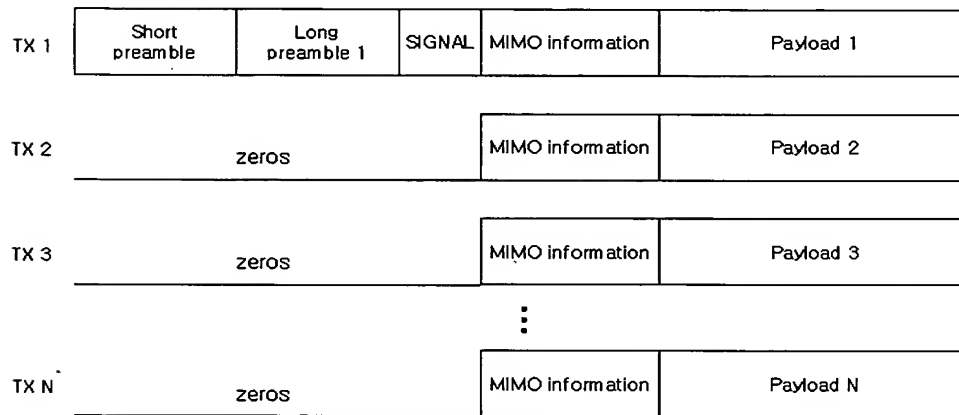 TX 1 Short preamble Long preamble 1 SIGNAL MIMO information Payload 1
TX 2 zeros MIMO information Payload 2
TX 3 zeros MIMO information Payload 3
TX N zeros MIMO information Payload N